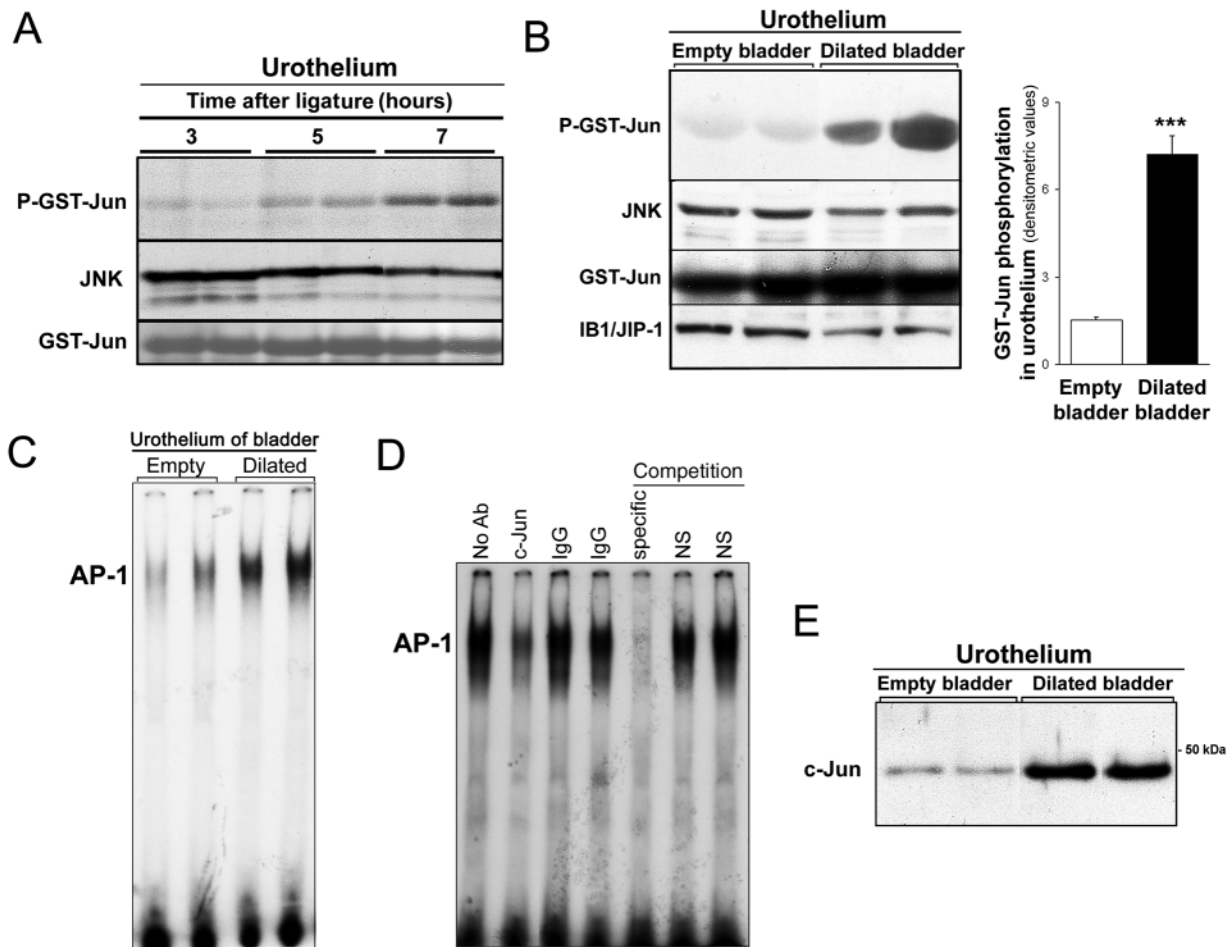 A
Urothelium
Time after ligature (hours)
3 5 7
P-GST-Jun
JNK
GST-Jun
B
Urothelium
Empty bladder Dilated bladder
P-GST-Jun
JNK
GST-Jun
IB1/JIP-1
GST-Jun phosphorylation
in urothelium (densitometric values)
9
6
3
0
***
Empty bladder
Dilated bladder
C
Urothelium of bladder
Empty Dilated
AP-1
D
Competition
No Ab c-Jun IgG IgG specific NS NS
AP-1
E
Urothelium
Empty bladder Dilated bladder
- 50 kDa
c-Jun